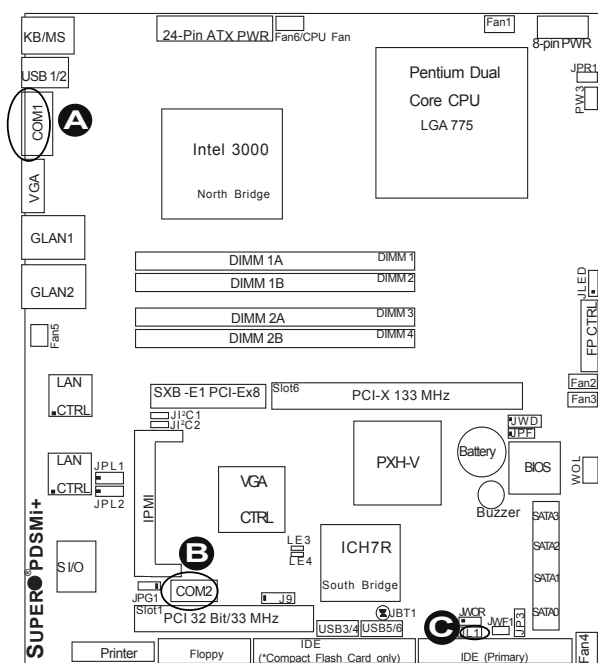 KB/MS
24-Pin ATX PWR
Fan6/CPU Fan
Fan1
8-pin PWR
USB 1/2
JPR1
PW3
COM1
A
Pentium Dual
Core CPU
LGA 775
Intel 3000
North Bridge
VGA
GLAN1
GLAN2
DIMM 1A
DIMM 1
DIMM 1B
DIMM 2
DIMM 2A
DIMM 3
DIMM 2B
DIMM 4
JLED
FP CTRL
Fan5
Fan2
Fan3
LAN
CTRL
SXB -E1 PCI-Ex8
Slot6
PCI-X 133 MHz
JI²C1
JI²C2
JWD
JPF
LAN
CTRL
JPL1
JPL2
IPMI
VGA
CTRL
PXH-V
Battery
BIOS
WOL
Buzzer
SATA3
SATA2
SATA1
SATA0
LE3
LE4
ICH7R
South Bridge
S I/O
B
COM2
JPG1
Slot1
J9
PCI 32 Bit/33 MHz
JBT1
USB3/4
USB5/6
C
JWOR
JL1
JWF1
JP3
SUPER® PDSMi+
Printer
Floppy
IDE
(*Compact Flash Card only)
IDE (Primary)
Fan4